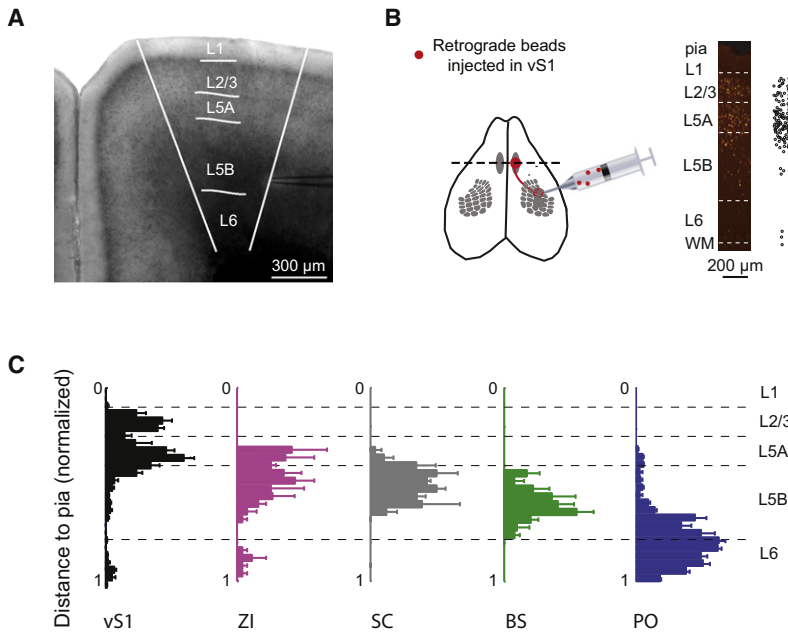 A
L1
L2/3
L5A
L5B
L6
300 µm
B
Retrograde beads
injected in vS1
pia
L1
L2/3
L5A
L5B
L6
WM
200 µm
C
Distance to pia (normalized)
0
0
0
0
0
1
1
1
1
1
L1
L2/3
L5A
L5B
L6
vS1
ZI
SC
BS
PO